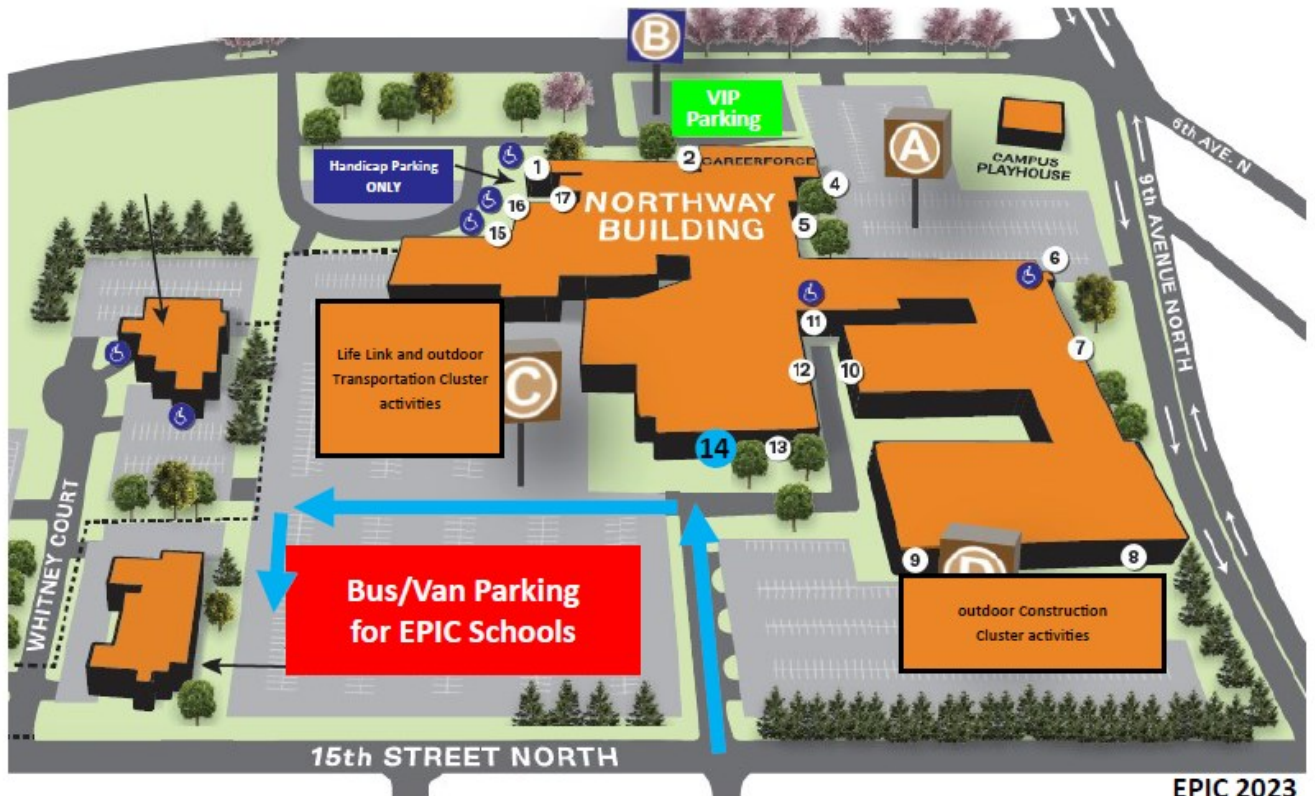 B
VIP
Parking
A
CAMPUS
PLAYHOUSE
6th AVE. N
9th AVENUE NORTH
Handicap Parking
ONLY
1
2
CAREERFORCE
4
17
16
NORTHWAY
BUILDING
5
15
6
11
7
12
10
Life Link and outdoor
Transportation Cluster
activities
C
14
13
WHITNEY COURT
Bus/Van Parking
for EPIC Schools
9
D
8
outdoor Construction
Cluster activities
15th STREET NORTH
EPIC 2023